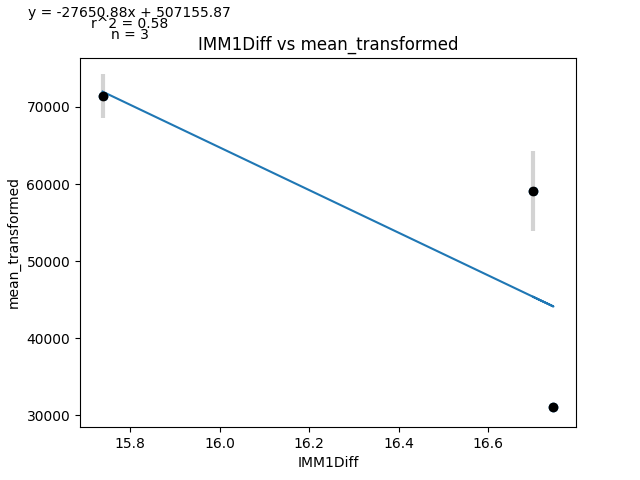 y = -27650.88x + 507155.87
r^2 = 0.58
n = 3
IMM1Diff vs mean_transformed
70000
60000
50000
40000
30000
mean_transformed
15.8 16.0 16.2 16.4 16.6
IMM1Diff